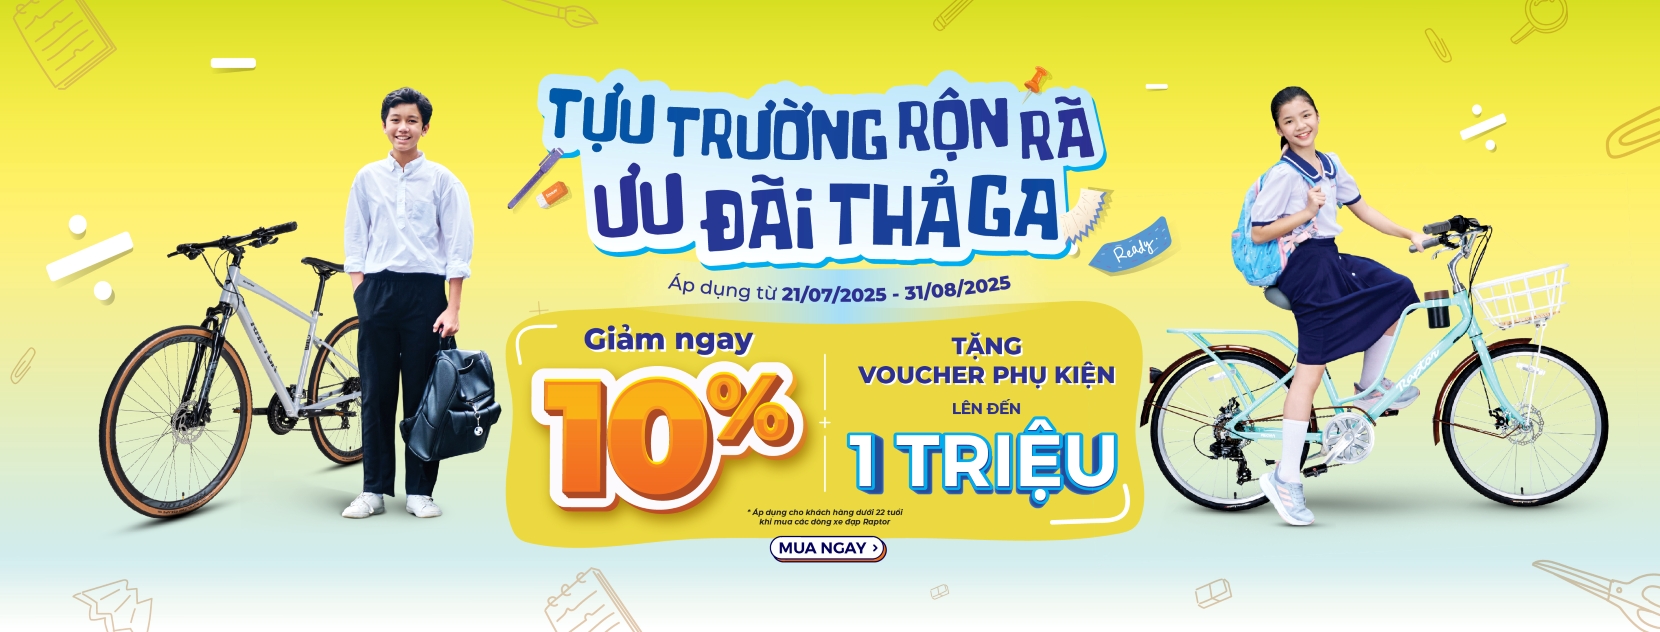 TỰU TRƯỜNG RỘN RÃ
ƯU ĐÃi THẢ GA
Ready
Áp dụng từ 21/07/2025 - 31/08/2025
Giảm ngay
10%
+
TẶNG
VOUCHER PHỤ KIỆN
LÊN ĐẾN
1 TRIỆU
* Áp dụng cho khách hàng dưới 22 tuổi
khi mua các dòng xe đạp Raptor
MUA NGAY ›
Raptor